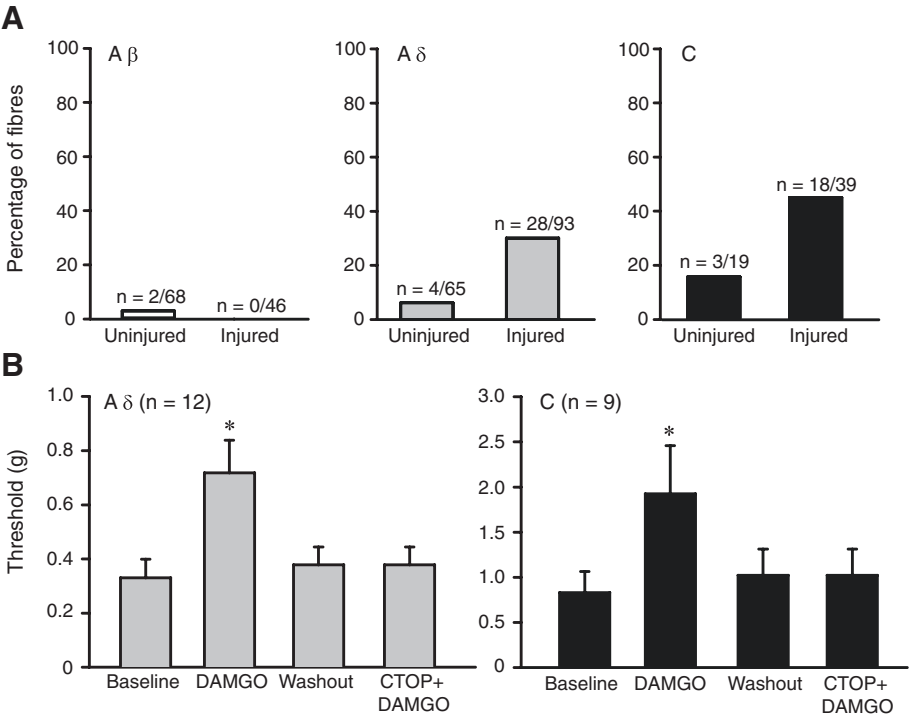 A
Percentage of fibres
A β
100
80
60
40
20
0
n = 2/68
n = 0/46
Uninjured
Injured
A δ
100
80
60
40
20
0
n = 4/65
n = 28/93
Uninjured
Injured
C
100
80
60
40
20
0
n = 3/19
n = 18/39
Uninjured
Injured
B
Threshold (g)
A δ (n = 12)
1.0
0.8
0.6
0.4
0.2
0
*
Baseline
DAMGO
Washout
CTOP+
DAMGO
C (n = 9)
3.0
2.5
2.0
1.5
1.0
0.5
0
*
Baseline
DAMGO
Washout
CTOP+
DAMGO